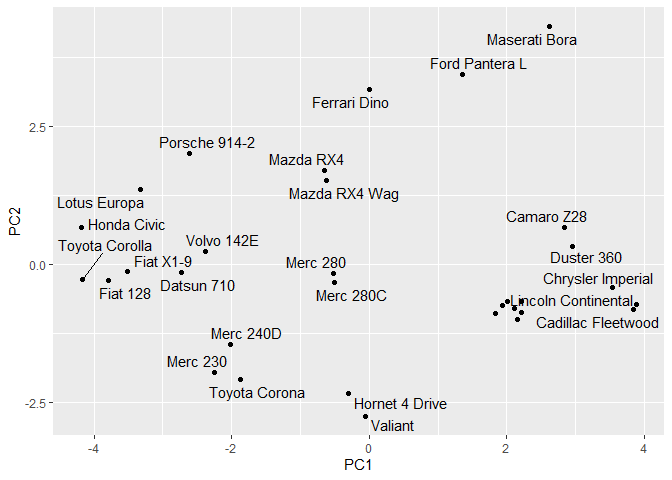 Maserati Bora
Ford Pantera L
Ferrari Dino
2.5
Porsche 914-2
Mazda RX4
Mazda RX4 Wag
Lotus Europa
Camaro Z28
Honda Civic
PC2
Toyota Corolla
Volvo 142E
Duster 360
Fiat X1-9
Merc 280
0.0
Chrysler Imperial
Datsun 710
Fiat 128
Merc 280C
Lincoln Continental
Cadillac Fleetwood
Merc 240D
Merc 230
Toyota Corona
-2.5
Hornet 4 Drive
Valiant
-4 -2 0 2 4
PC1